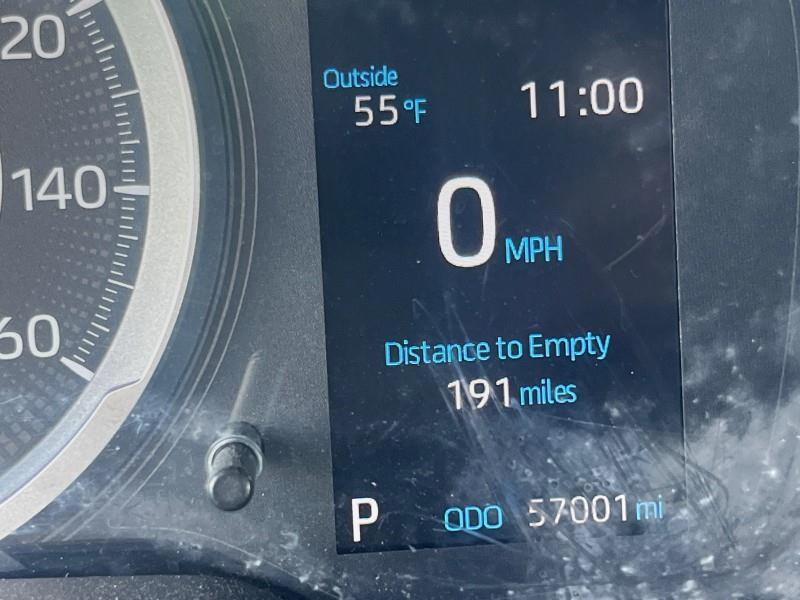 20
140
60
Outside
55°F
11:00
0 MPH
Distance to Empty
191 miles
P
ODO 57001 mi